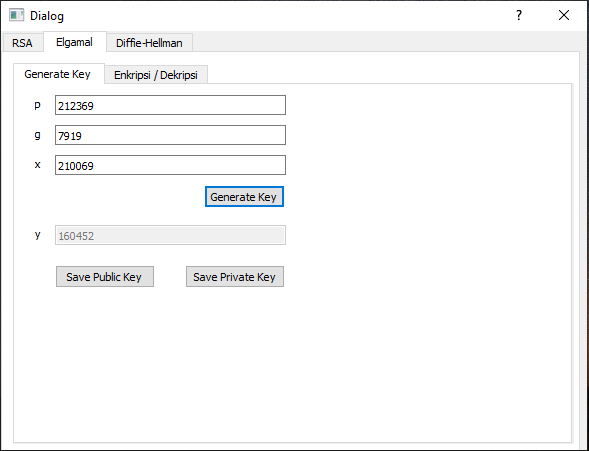 Dialog
RSA Elgamal Diffie-Hellman
Generate Key Enkripsi / Dekripsi
p 212369
g 7919
x 210069
Generate Key
y 160452
Save Public Key Save Private Key